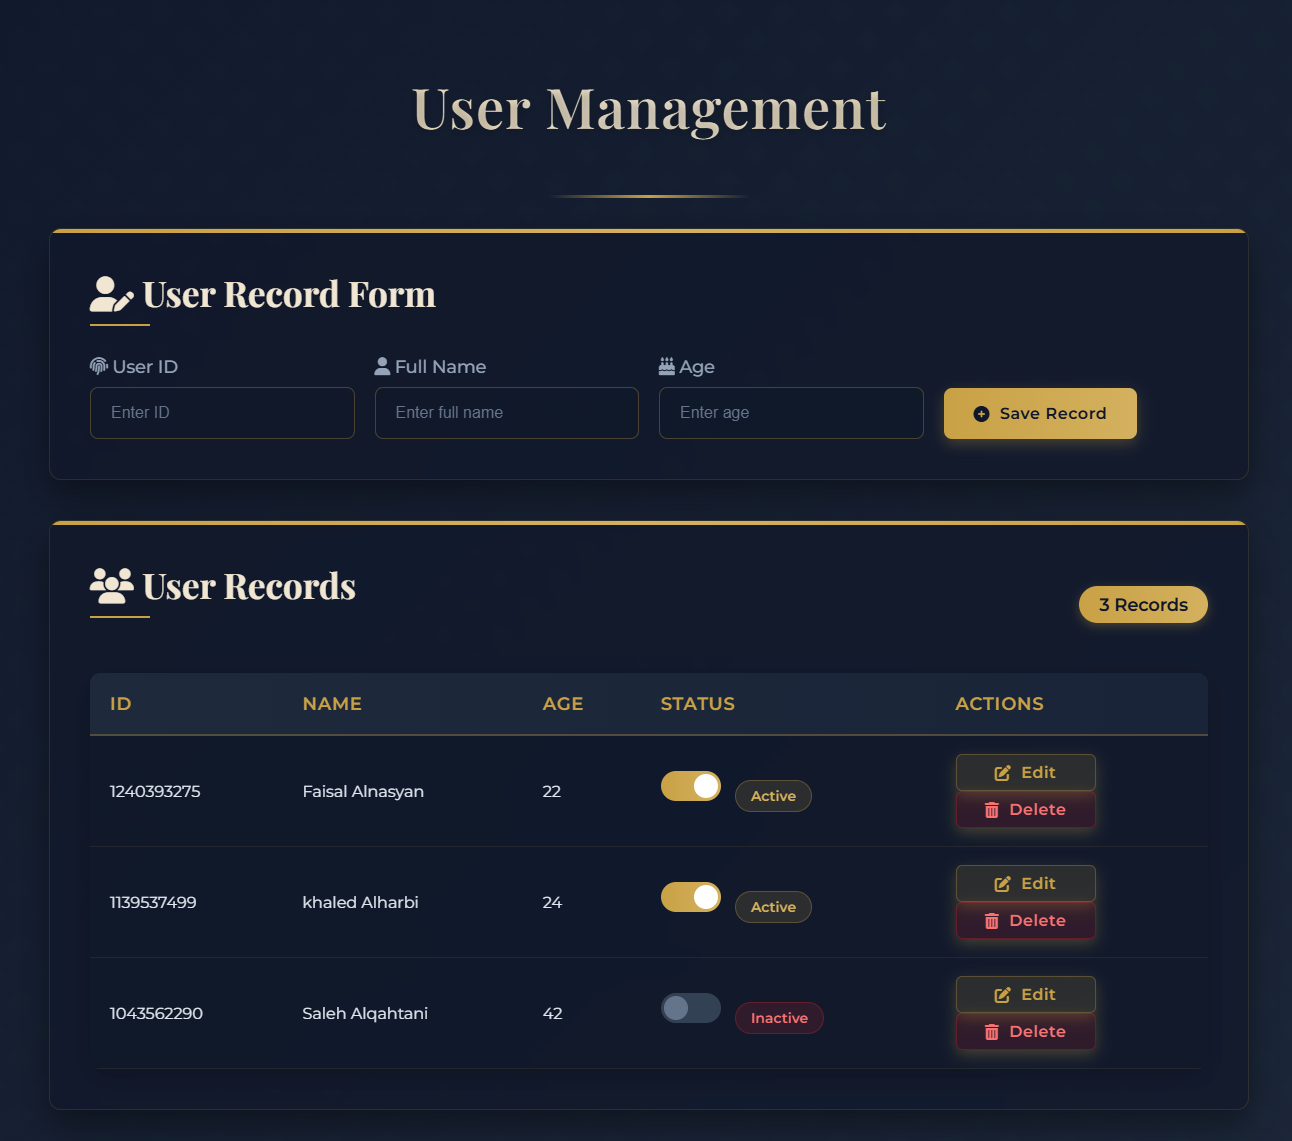 User Management
User Record Form
User ID Full Name Age
Enter ID Enter full name Enter age Save Record
User Records
3 Records
ID NAME AGE STATUS ACTIONS
1240393275 Faisal Alnasyan 22 Active Edit
Delete
1139537499 khaled Alharbi 24 Active Edit
Delete
1043562290 Saleh Alqahtani 42 Inactive Edit
Delete